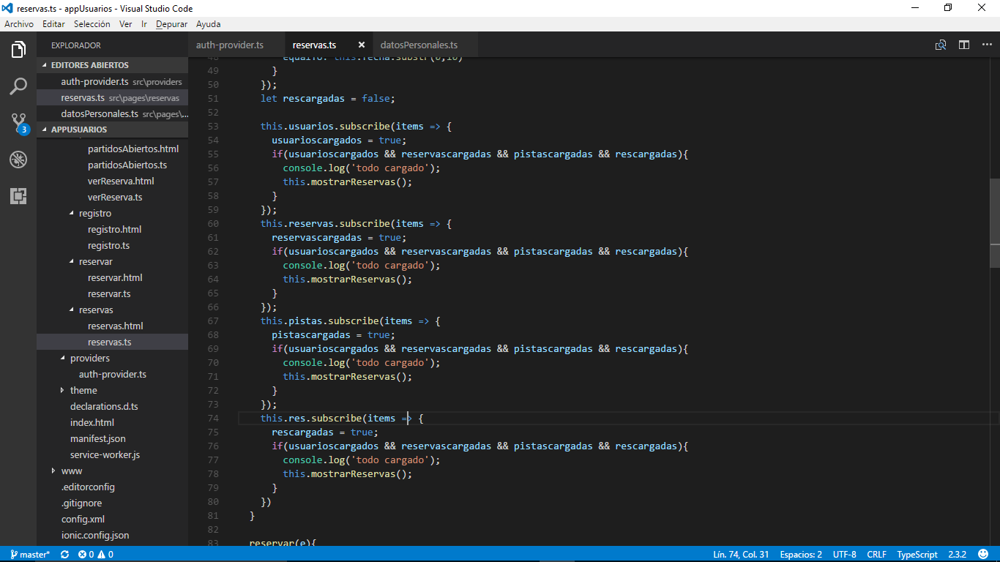 reservas.ts - appUsuarios - Visual Studio Code
Archivo Editar Selección Ver Ir Depurar Ayuda
EXPLORADOR
EDITORES ABIERTOS
auth-provider.ts src\providers
reservas.ts src\pages\reservas
datosPersonales.ts src\pages\...
APPUSUARIOS
partidosAbiertos.html
partidosAbiertos.ts
verReserva.html
verReserva.ts
registro
registro.html
registro.ts
reservar
reservar.html
reservar.ts
reservas
reservas.html
reservas.ts
providers
auth-provider.ts
theme
declarations.d.ts
index.html
manifest.json
service-worker.js
www
.editorconfig
.gitignore
config.xml
ionic.config.json
3
auth-provider.ts reservas.ts datosPersonales.ts
48 equalTo: this.fecha.substr(0,10)
49 }
50 });
51 let rescargadas = false;
52
53 this.usuarios.subscribe(items => {
54 usuarioscargados = true;
55 if(usuarioscargados && reservascargadas && pistascargadas && rescargadas){
56 console.log('todo cargado');
57 this.mostrarReservas();
58 }
59 });
60 this.reservas.subscribe(items => {
61 reservascargadas = true;
62 if(usuarioscargados && reservascargadas && pistascargadas && rescargadas){
63 console.log('todo cargado');
64 this.mostrarReservas();
65 }
66 });
67 this.pistas.subscribe(items => {
68 pistascargadas = true;
69 if(usuarioscargados && reservascargadas && pistascargadas && rescargadas){
70 console.log('todo cargado');
71 this.mostrarReservas();
72 }
73 });
74 this.res.subscribe(items => {
75 rescargadas = true;
76 if(usuarioscargados && reservascargadas && pistascargadas && rescargadas){
77 console.log('todo cargado');
78 this.mostrarReservas();
79 }
80 })
81 }
82
83 reservar(e){
master* 0 0 Lín. 74, Col. 31 Espacios: 2 UTF-8 CRLF TypeScript 2.3.2